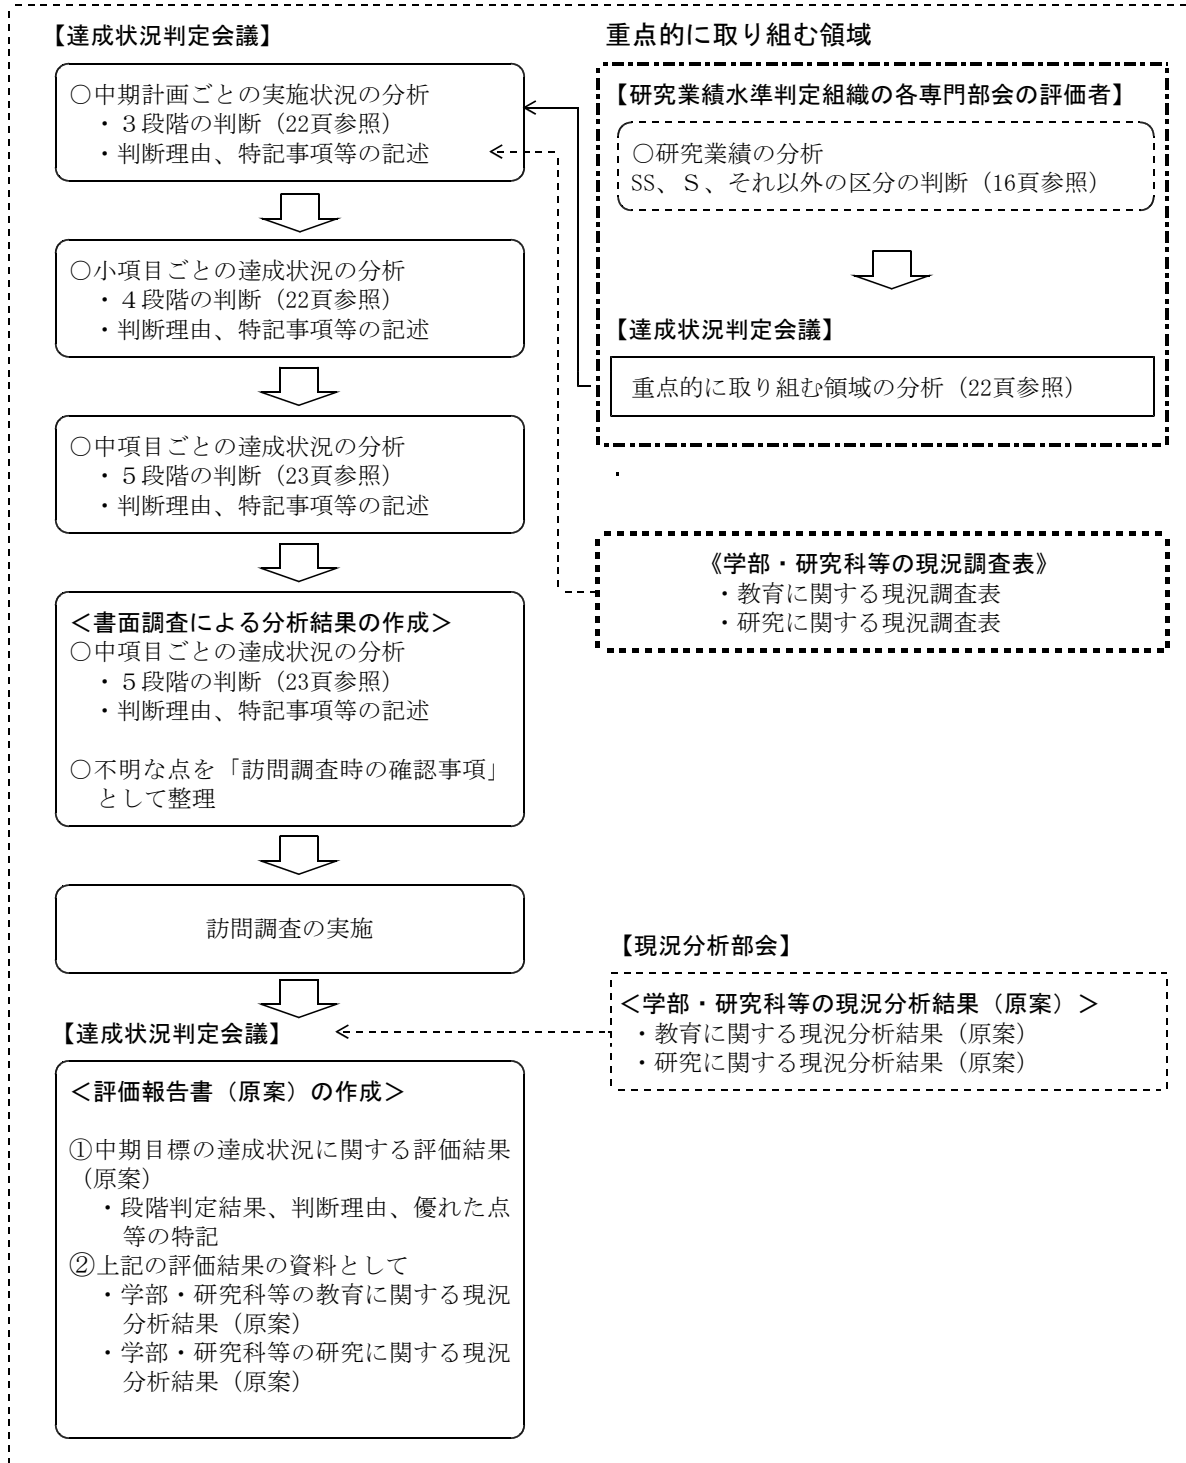 【達成状況判定会議】
○中期計画ごとの実施状況の分析
・３段階の判断（22頁参照）
・判断理由、特記事項等の記述
○小項目ごとの達成状況の分析
・４段階の判断（22頁参照）
・判断理由、特記事項等の記述
○中項目ごとの達成状況の分析
・５段階の判断（23頁参照）
・判断理由、特記事項等の記述
＜書面調査による分析結果の作成＞
○中項目ごとの達成状況の分析
・５段階の判断（23頁参照）
・判断理由、特記事項等の記述
○不明な点を「訪問調査時の確認事項」
として整理
訪問調査の実施
【達成状況判定会議】
＜評価報告書（原案）の作成＞
①中期目標の達成状況に関する評価結果
（原案）
・段階判定結果、判断理由、優れた点
等の特記
②上記の評価結果の資料として
・学部・研究科等の教育に関する現況
分析結果（原案）
・学部・研究科等の研究に関する現況
分析結果（原案）
重点的に取り組む領域
【研究業績水準判定組織の各専門部会の評価者】
○研究業績の分析
SS、Ｓ、それ以外の区分の判断（16頁参照）
【達成状況判定会議】
重点的に取り組む領域の分析（22頁参照）
《学部・研究科等の現況調査表》
・教育に関する現況調査表
・研究に関する現況調査表
【現況分析部会】
＜学部・研究科等の現況分析結果（原案）＞
・教育に関する現況分析結果（原案）
・研究に関する現況分析結果（原案）